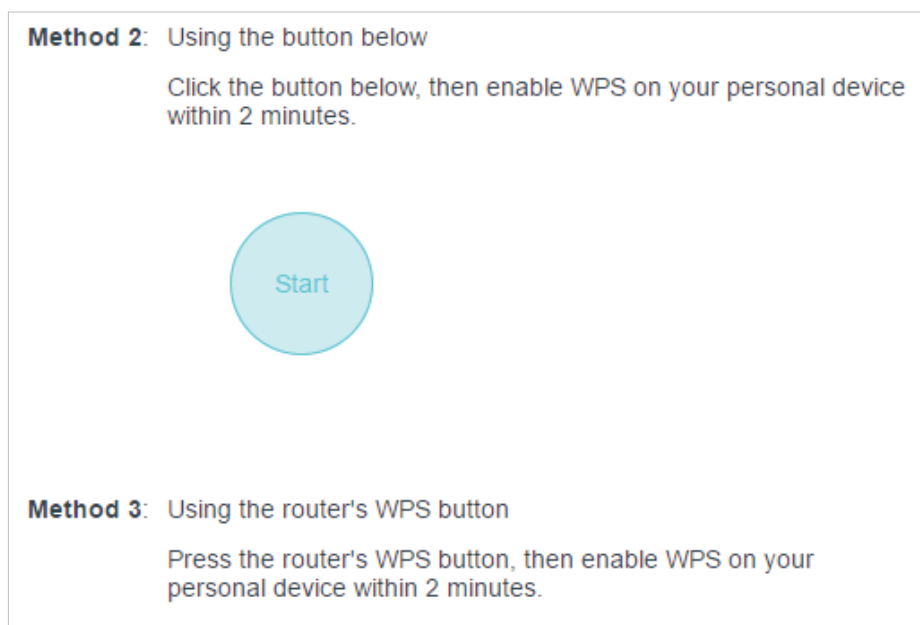 Method 2: Using the button below
Click the button below, then enable WPS on your personal device
within 2 minutes.
Start
Method 3: Using the router's WPS button
Press the router's WPS button, then enable WPS on your
personal device within 2 minutes.